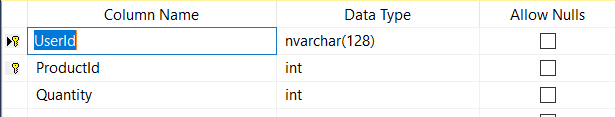 Column Name Data Type Allow Nulls
UserId nvarchar(128)
ProductId int
Quantity int